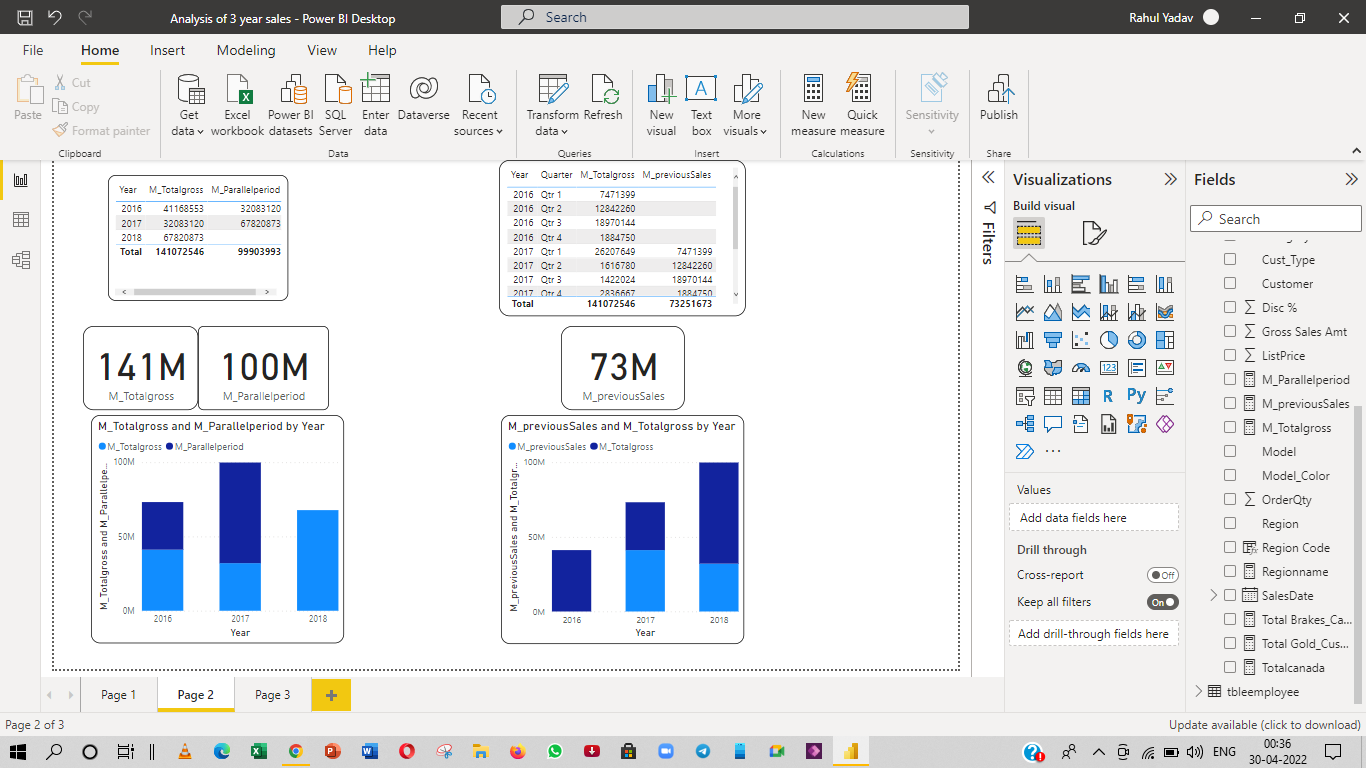 Analysis of 3 year sales - Power BI Desktop
Search
Rahul Yadav
File Home Insert Modeling View Help
Paste
Cut
Copy
Format painter
Clipboard
Get data
Excel workbook
Power BI datasets
SQL Server
Enter data
Dataverse
Recent sources
Data
Transform data
Refresh
Queries
New visual
Text box
More visuals
Insert
New measure
Quick measure
Calculations
Sensitivity
Sensitivity
Publish
Share
Year M_Totalgross M_Parallelperiod
2016 41168553 32083120
2017 32083120 67820873
2018 67820873
Total 141072546 99903993
Year Quarter M_Totalgross M_previousSales
2016 Qtr 1 7471399
2016 Qtr 2 12842260
2016 Qtr 3 18970144
2016 Qtr 4 1884750
2017 Qtr 1 26207649 7471399
2017 Qtr 2 1616780 12842260
2017 Qtr 3 1422024 18970144
2017 Qtr 4 2836667 1884750
Total 141072546 73251673
141M
M_Totalgross
100M
M_Parallelperiod
73M
M_previousSales
M_Totalgross and M_Parallelperiod by Year
M_Totalgross M_Parallelperiod
M_Totalgross and M_Parallelpe...
100M
50M
0M
2016 2017 2018
Year
M_previousSales and M_Totalgross by Year
M_previousSales M_Totalgross
M_previousSales and M_Totalgr...
100M
50M
0M
2016 2017 2018
Year
Filters
Visualizations
Build visual
123
R
Py
Values
Add data fields here
Drill through
Cross-report
Off
Keep all filters
On
Add drill-through fields here
Fields
Search
Cust_Type
Customer
Disc %
Gross Sales Amt
ListPrice
M_Parallelperiod
M_previousSales
M_Totalgross
Model
Model_Color
OrderQty
Region
Region Code
Regionname
SalesDate
Total Brakes_Ca...
Total Gold_Cus...
Totalcanada
tbleemployee
Page 1
Page 2
Page 3
Page 2 of 3
Update available (click to download)
ENG
00:36
30-04-2022